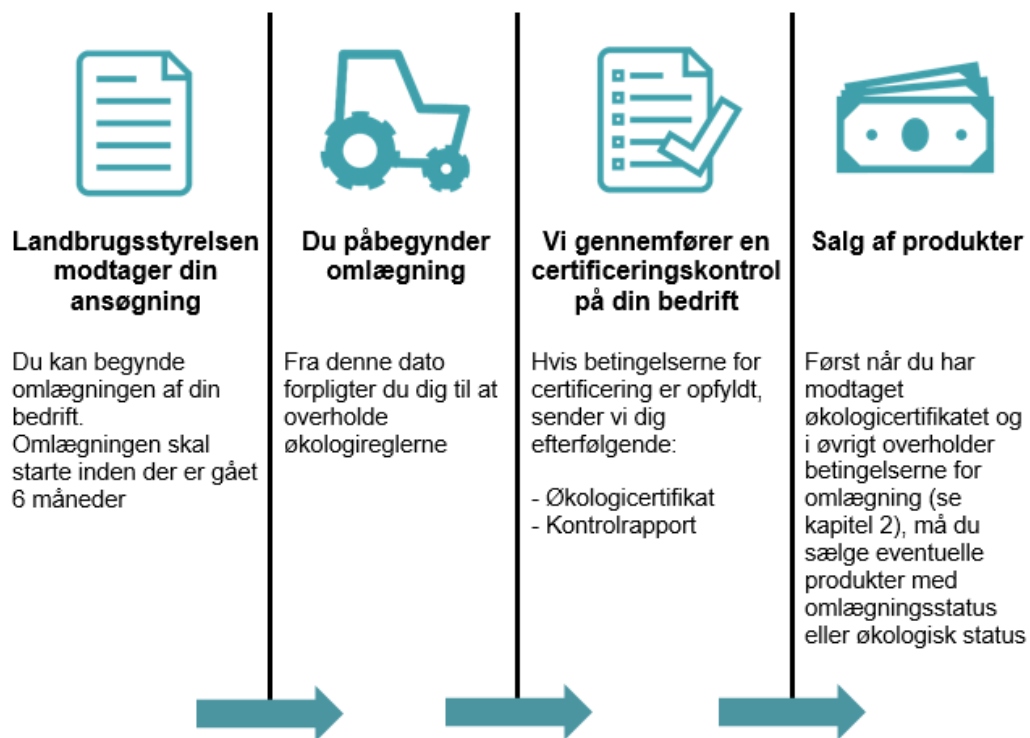 Landbrugsstyrelsen
modtager din
ansøgning
Du kan begynde
omlægningen af din
bedrift.
Omlægningen skal
starte inden der er gået
6 måneder
Du påbegynder
omlægning
Fra denne dato
forpligter du dig til at
overholde
økologireglerne
Vi gennemfører en
certificeringskontrol
på din bedrift
Hvis betingelserne for
certificering er opfyldt,
sender vi dig
efterfølgende:
- Økologicertifikat
- Kontrolrapport
Salg af produkter
Først når du har
modtaget
økologicertifikatet og
i øvrigt overholder
betingelserne for
omlægning (se
kapitel 2), må du
sælge eventuelle
produkter med
omlægningsstatus
eller økologisk status